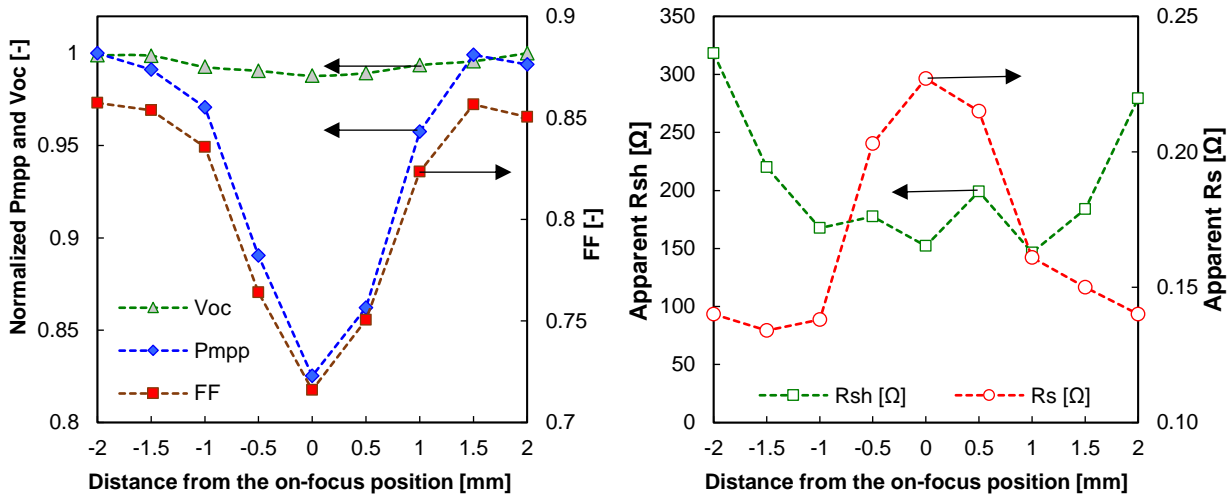 Normalized Pmpp and Voc [-]
1
0.95
0.9
0.85
0.8
0.9
0.85
0.8
0.75
0.7
FF [-]
Voc
Pmpp
FF
-2 -1.5 -1 -0.5 0 0.5 1 1.5 2
Distance from the on-focus position [mm]
Apparent Rsh [Ω]
350
300
250
200
150
100
50
0
0.25
0.20
0.15
0.10
Apparent Rs [Ω]
Rsh [Ω] Rs [Ω]
-2 -1.5 -1 -0.5 0 0.5 1 1.5 2
Distance from the on-focus position [mm]